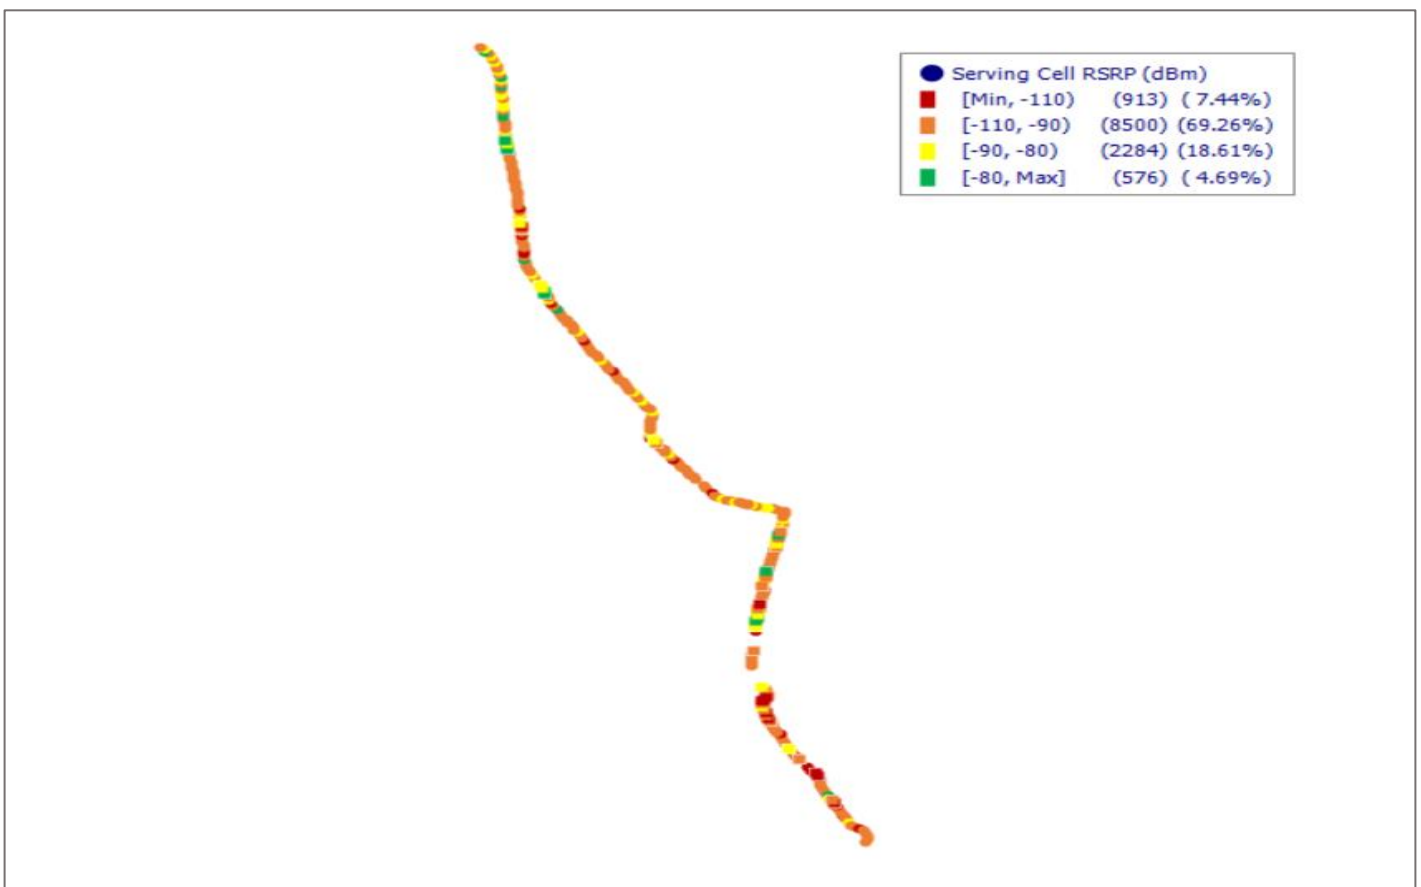 Serving Cell RSRP (dBm)
[Min, -110) (913) ( 7.44%)
[-110, -90) (8500) (69.26%)
[-90, -80) (2284) (18.61%)
[-80, Max] (576) ( 4.69%)